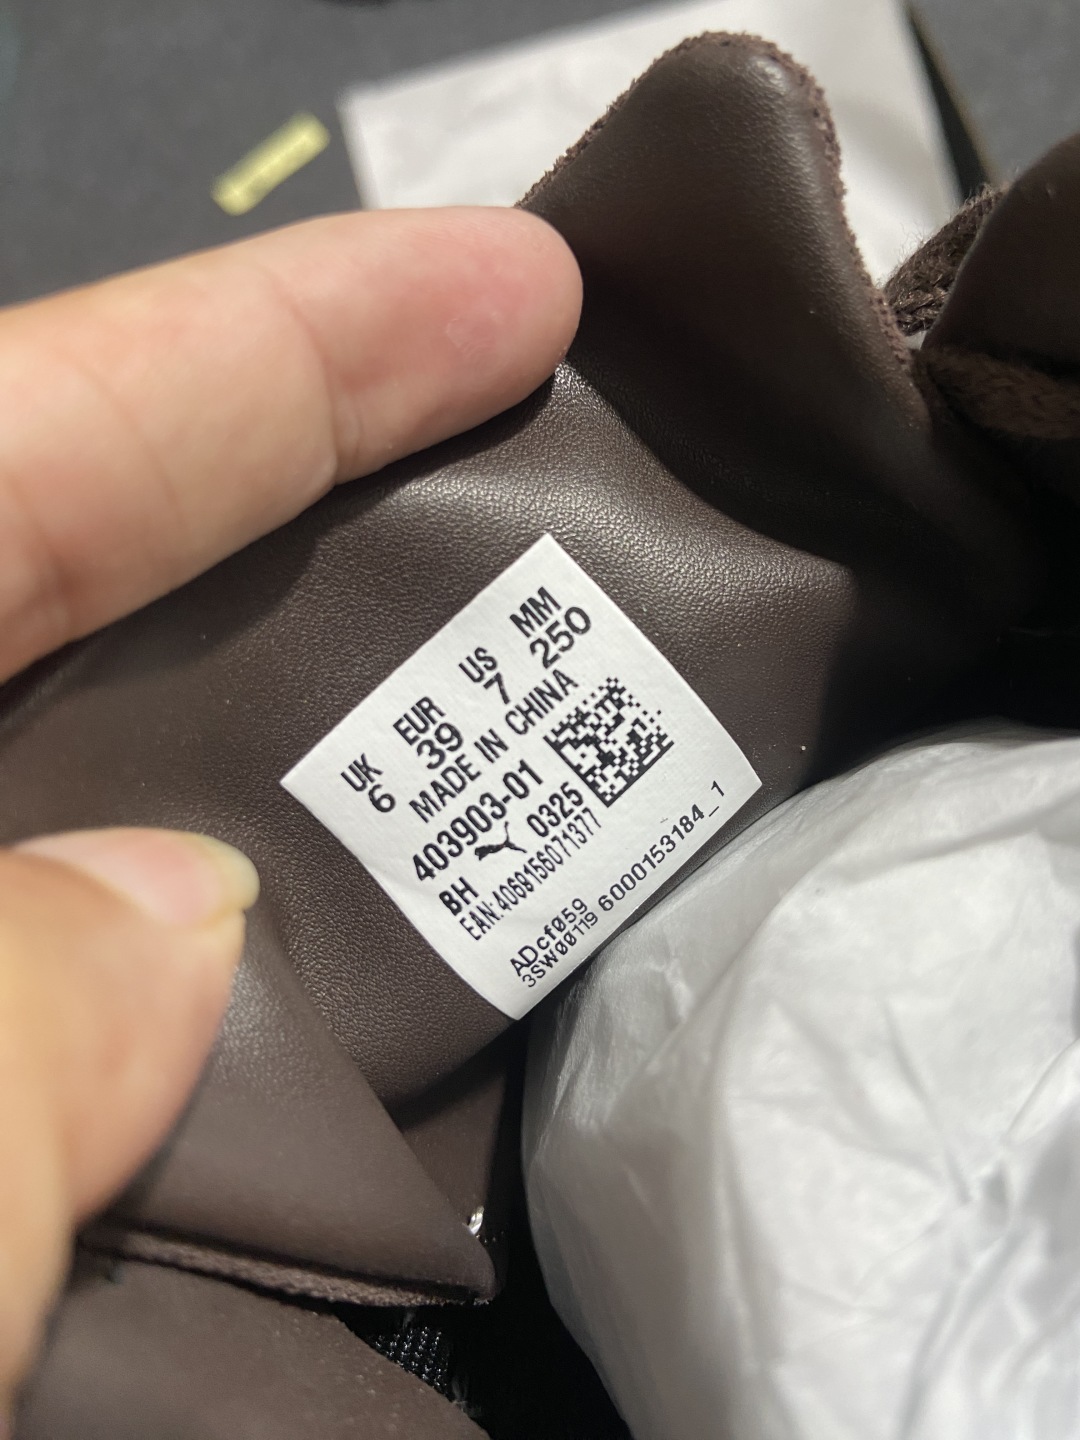 UK EUR US MM
6 39 7 250
MADE IN CHINA
403903-01
BH 0325
EAN:4069156071377
ADcf059
3SW00119 6000153184_1